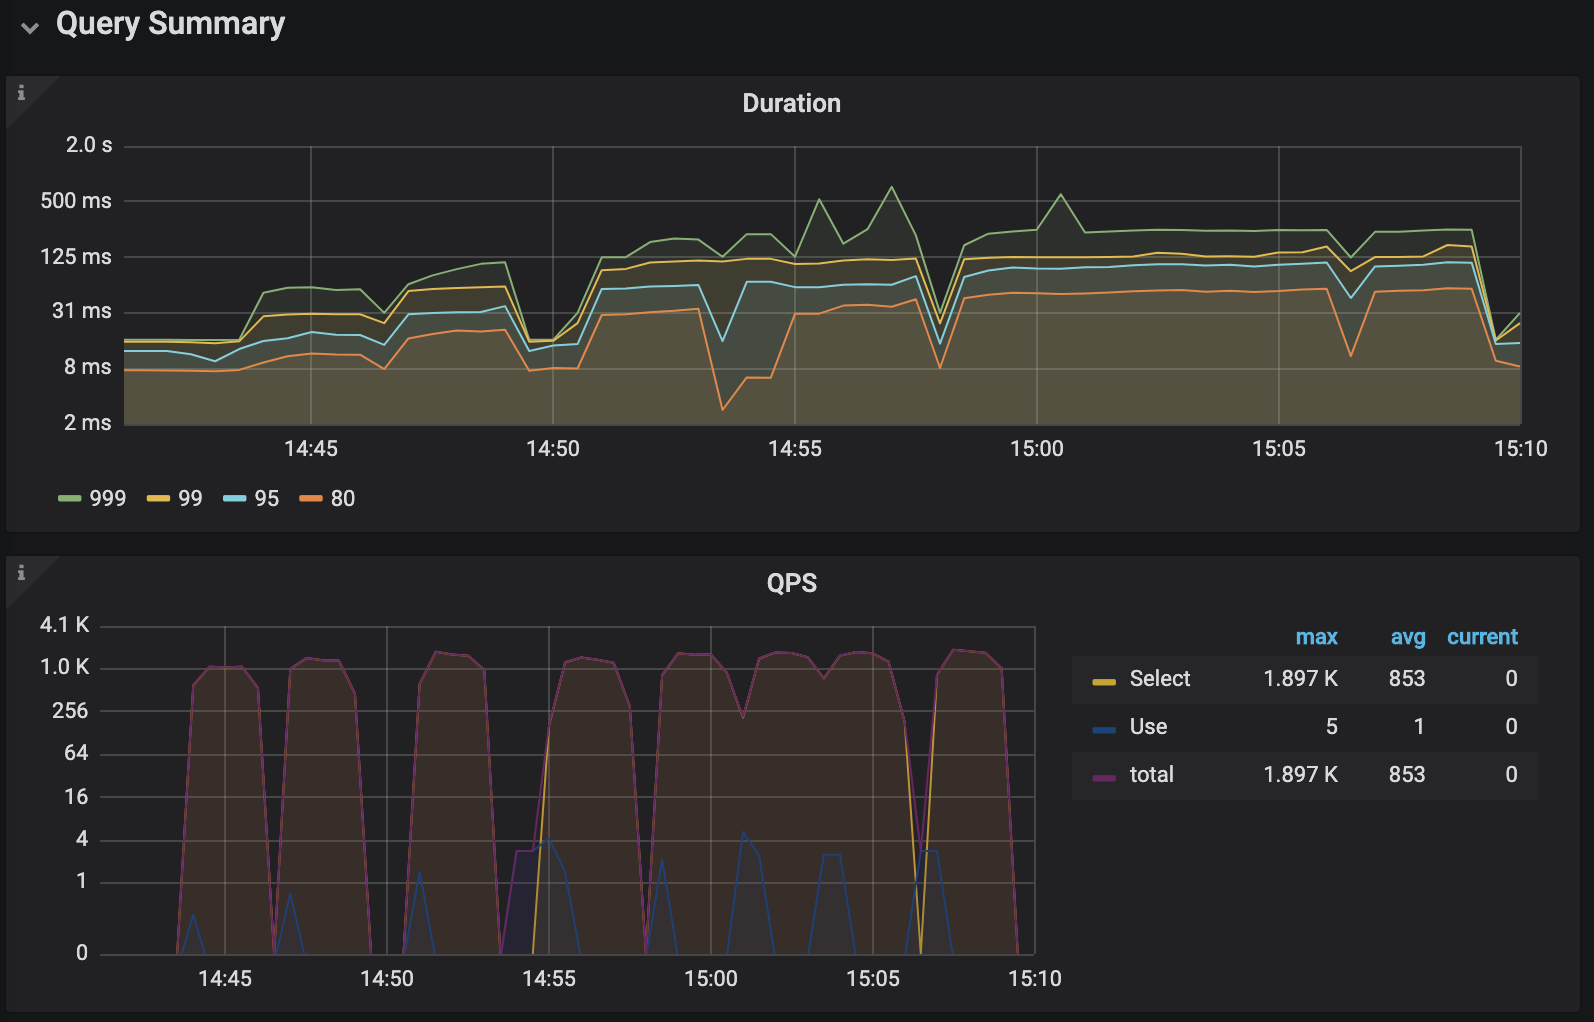 Query Summary
i
Duration
2.0 s
500 ms
125 ms
31 ms
8 ms
2 ms
14:45 14:50 14:55 15:00 15:05 15:10
999 99 95 80
i
QPS
4.1 K
1.0 K
256
64
16
4
1
0
14:45 14:50 14:55 15:00 15:05 15:10
max avg current
Select 1.897 K 853 0
Use 5 1 0
total 1.897 K 853 0